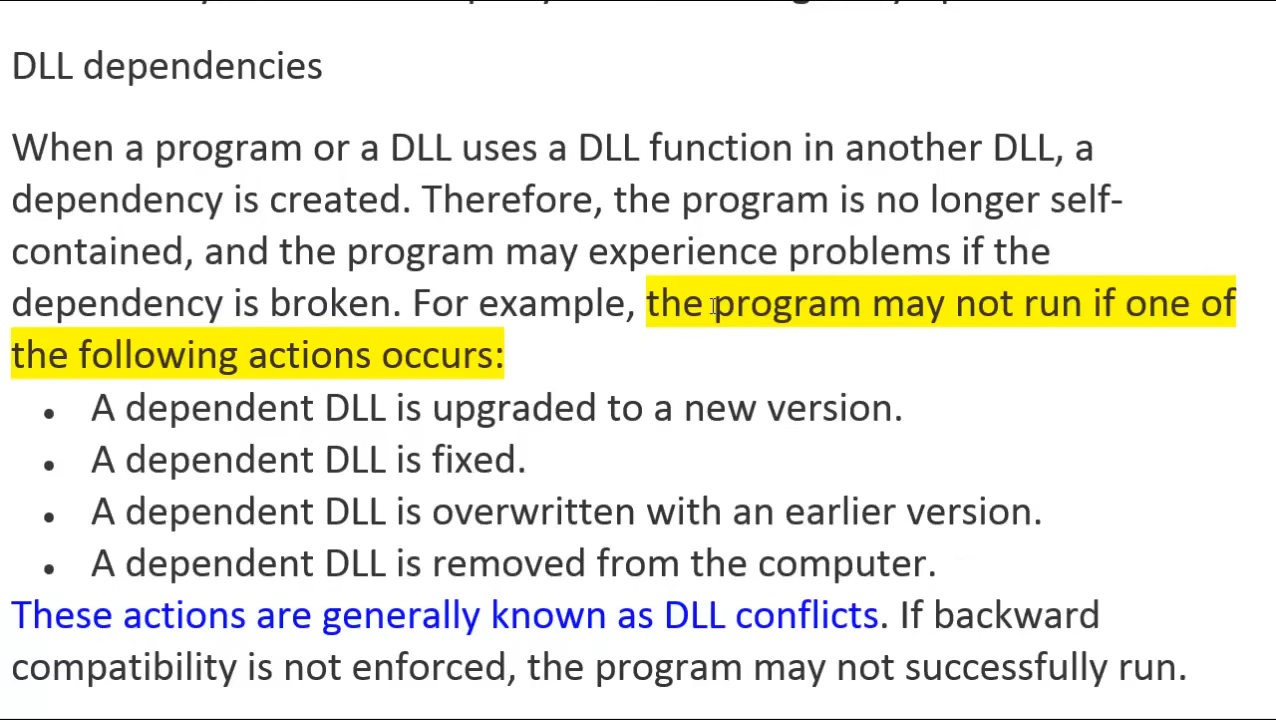 DLL dependencies
When a program or a DLL uses a DLL function in another DLL, a
dependency is created. Therefore, the program is no longer self-
contained, and the program may experience problems if the
dependency is broken. For example, the program may not run if one of
the following actions occurs:
• A dependent DLL is upgraded to a new version.
• A dependent DLL is fixed.
• A dependent DLL is overwritten with an earlier version.
• A dependent DLL is removed from the computer.
These actions are generally known as DLL conflicts. If backward
compatibility is not enforced, the program may not successfully run.